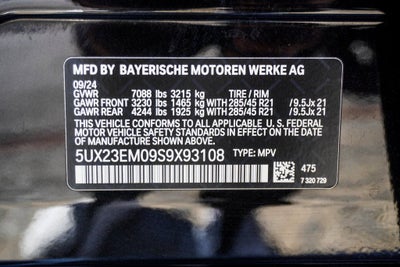 MFD BY BAYERISCHE MOTOREN WERKE AG
09/24
GVWR 7088 lbs 3215 kg TIRE / RIM
GAWR FRONT 3230 lbs 1465 kg WITH 285/45 R21 / 9.5Jx 21
GAWR REAR 4244 lbs 1925 kg WITH 285/45 R21 / 9.5Jx 21
THIS VEHICLE CONFORMS TO ALL APPLICABLE U.S. FEDERAL
MOTOR VEHICLE SAFETY STANDARDS IN EFFECT ON THE DATE
OF MANUFACTURE SHOWN ABOVE.
5UX23EM09S9X93108 TYPE: MPV
475
7 320 729